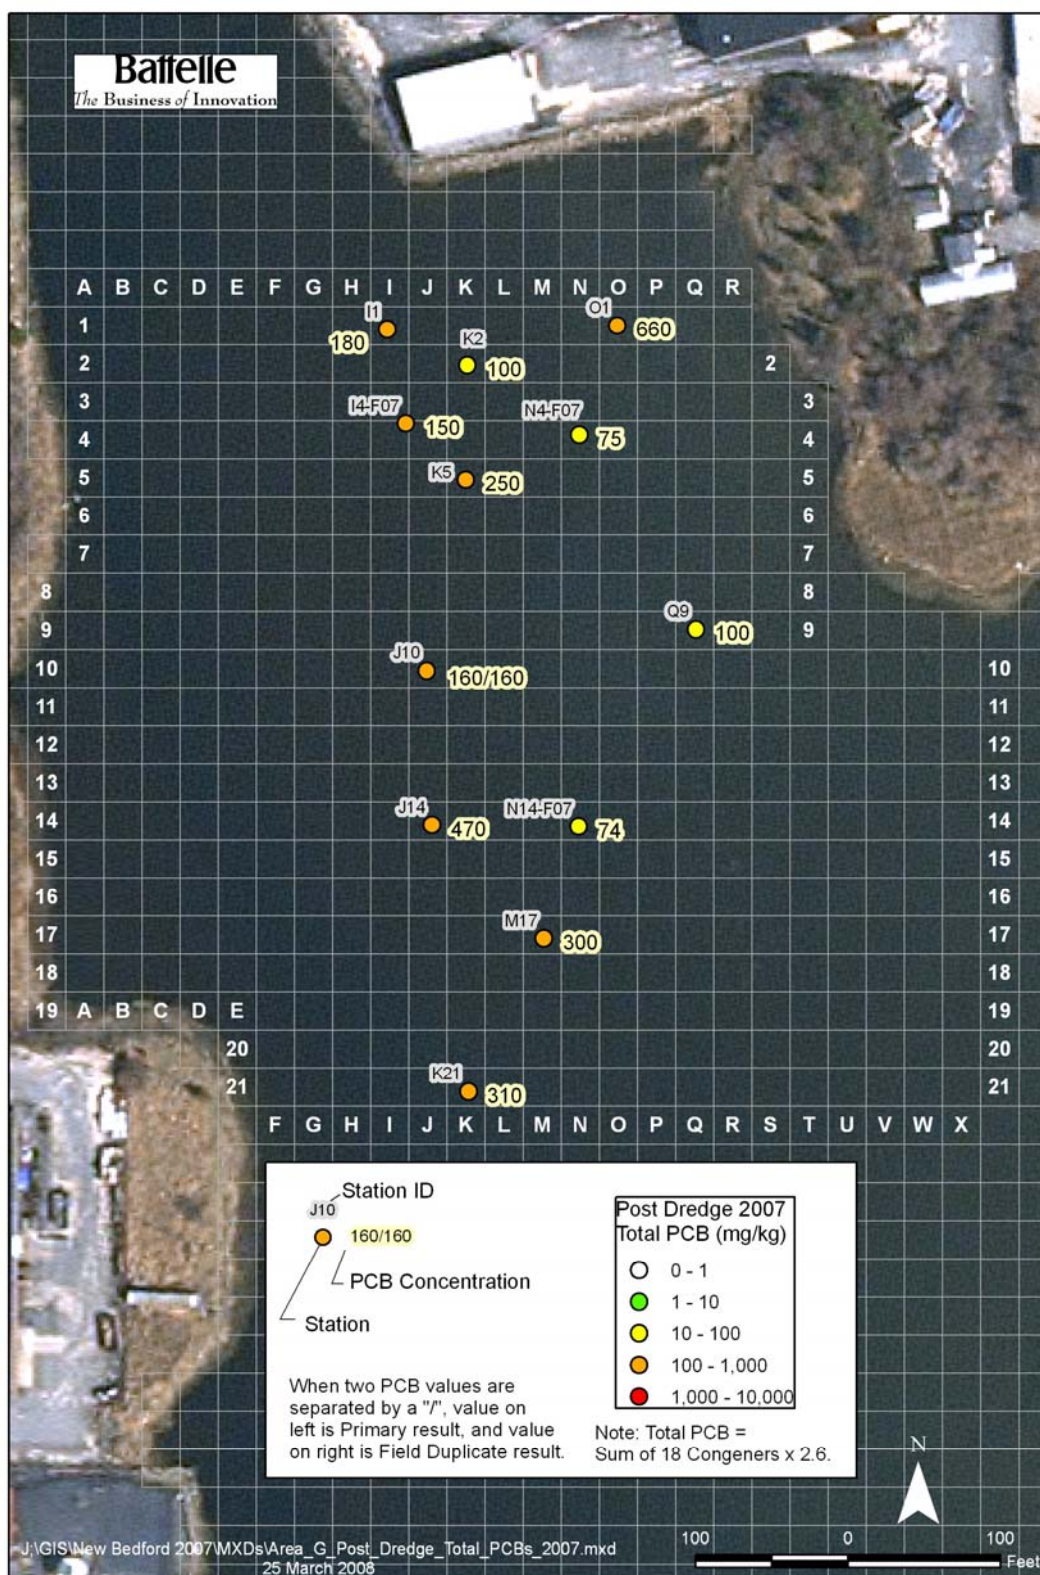 Battelle
The Business of Innovation
A B C D E F G H I J K L M N O P Q R
I1
O1
1
180
660
K2
2
100
2
3
I4-F07
N4-F07
3
150
4
75
4
K5
5
250
5
6
6
7
7
8
8
Q9
9
100
9
J10
10
160/160
10
11
11
12
12
13
13
J14
N14-F07
14
470
74
14
15
15
16
16
M17
17
300
17
18
18
19 A B C D E
19
20
20
K21
21
310
21
F G H I J K L M N O P Q R S T U V W X
Station ID
J10
160/160
PCB Concentration
Station
When two PCB values are
separated by a "/", value on
left is Primary result, and value
on right is Field Duplicate result.
Post Dredge 2007
Total PCB (mg/kg)
0 - 1
1 - 10
10 - 100
100 - 1,000
1,000 - 10,000
Note: Total PCB =
Sum of 18 Congeners x 2.6.
N
J:\GIS\New Bedford 2007\MXDs\Area_G_Post_Dredge_Total_PCBs_2007.mxd
25 March 2008
100 0 100
Feet